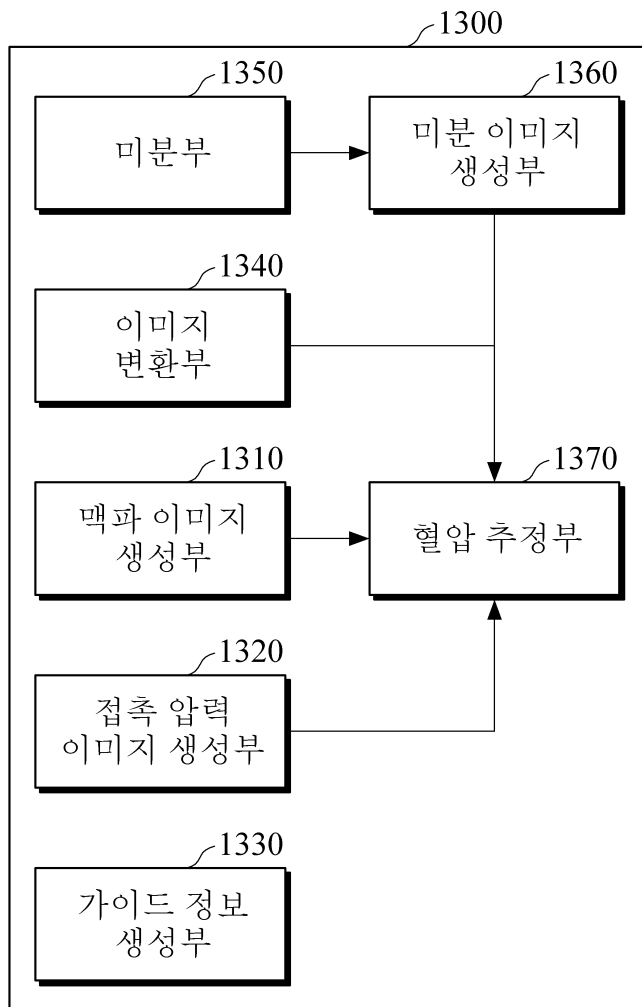 1300
1350
미분부
1360
미분 이미지
생성부
1340
이미지
변환부
1310
맥파 이미지
생성부
1370
혈압 추정부
1320
접촉 압력
이미지 생성부
1330
가이드 정보
생성부